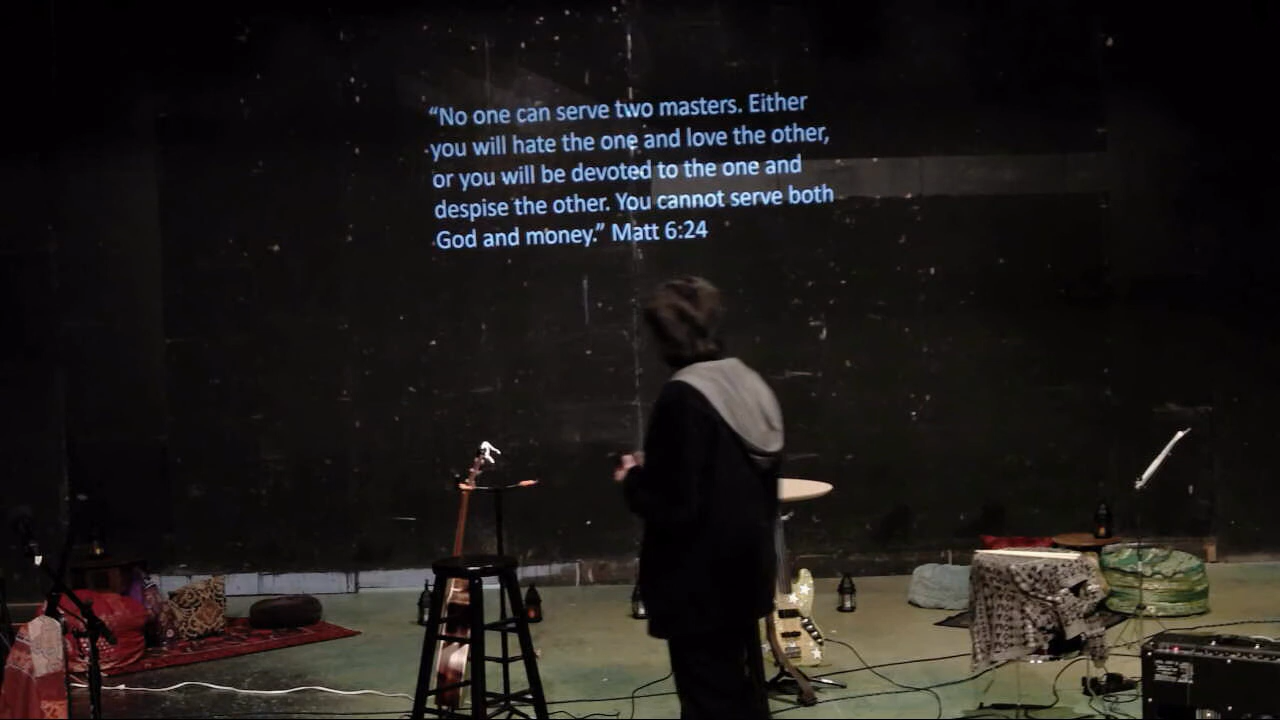 “No one can serve two masters. Either
you will hate the one and love the other,
or you will be devoted to the one and
despise the other. You cannot serve both
God and money.” Matt 6:24